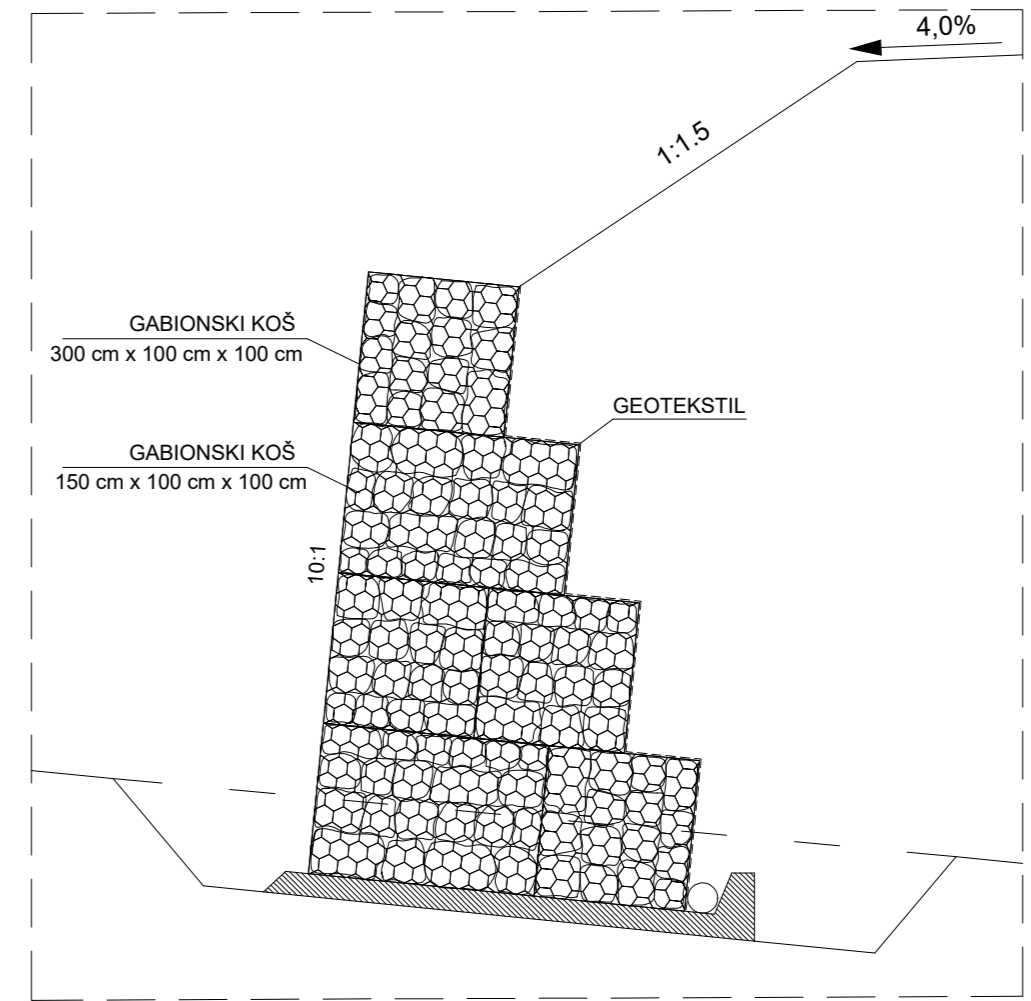 4,0%
1:1.5
GABIONSKI KOŠ
300 cm x 100 cm x 100 cm
GEOTEKSTIL
GABIONSKI KOŠ
150 cm x 100 cm x 100 cm
10:1